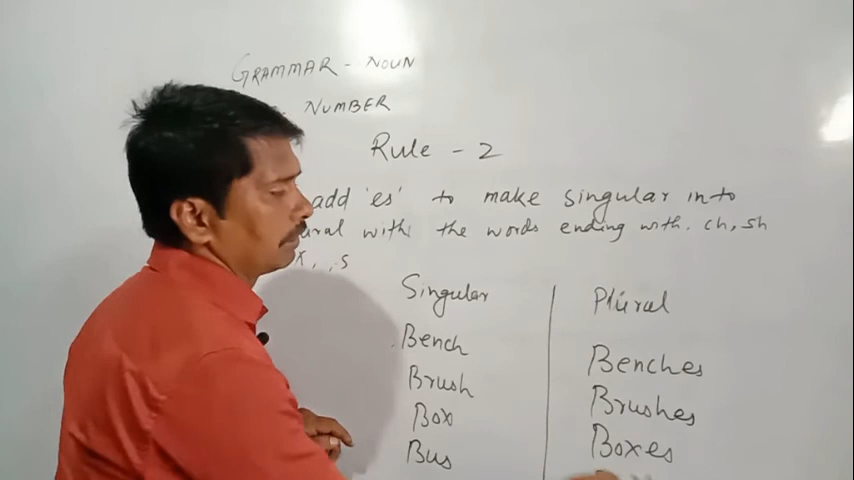 GRAMMAR - NOUN
NUMBER
Rule - 2
add 'es' to make singular into
ural with the words ending with. ch, sh
x, , s
Singular Plural
Bench Benches
Brush Brushes
Box Boxes
Bus